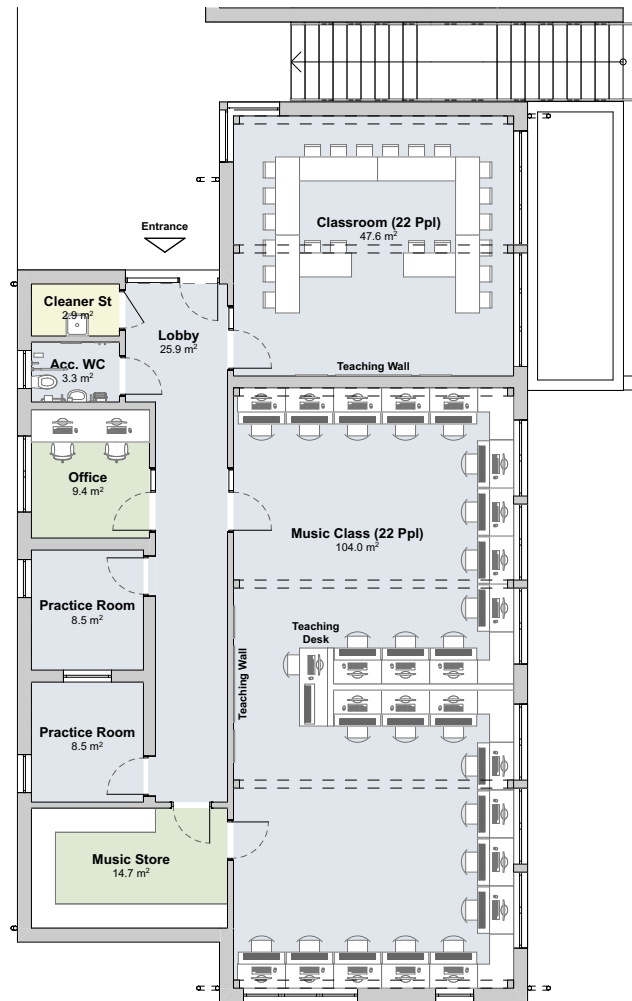 Entrance
Classroom (22 Ppl)
47.6 m²
Cleaner St
2.9 m²
Lobby
25.9 m²
Acc. WC
3.3 m²
Teaching Wall
Office
9.4 m²
Music Class (22 Ppl)
104.0 m²
Practice Room
8.5 m²
Teaching
Desk
Teaching Wall
Practice Room
8.5 m²
Music Store
14.7 m²